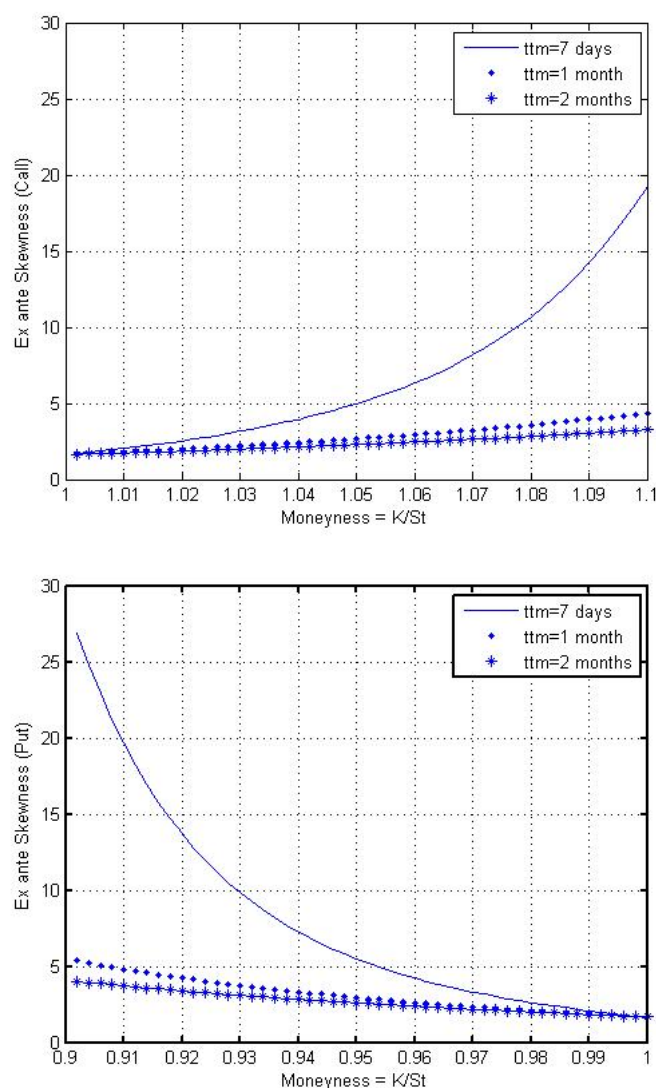 30
25
20
15
10
5
0
Ex ante Skewness (Call)
ttm=7 days
ttm=1 month
ttm=2 months
1 1.01 1.02 1.03 1.04 1.05 1.06 1.07 1.08 1.09 1.1
Moneyness = K/St
30
25
20
15
10
5
0
Ex ante Skewness (Put)
ttm=7 days
ttm=1 month
ttm=2 months
0.9 0.91 0.92 0.93 0.94 0.95 0.96 0.97 0.98 0.99 1
Moneyness = K/St